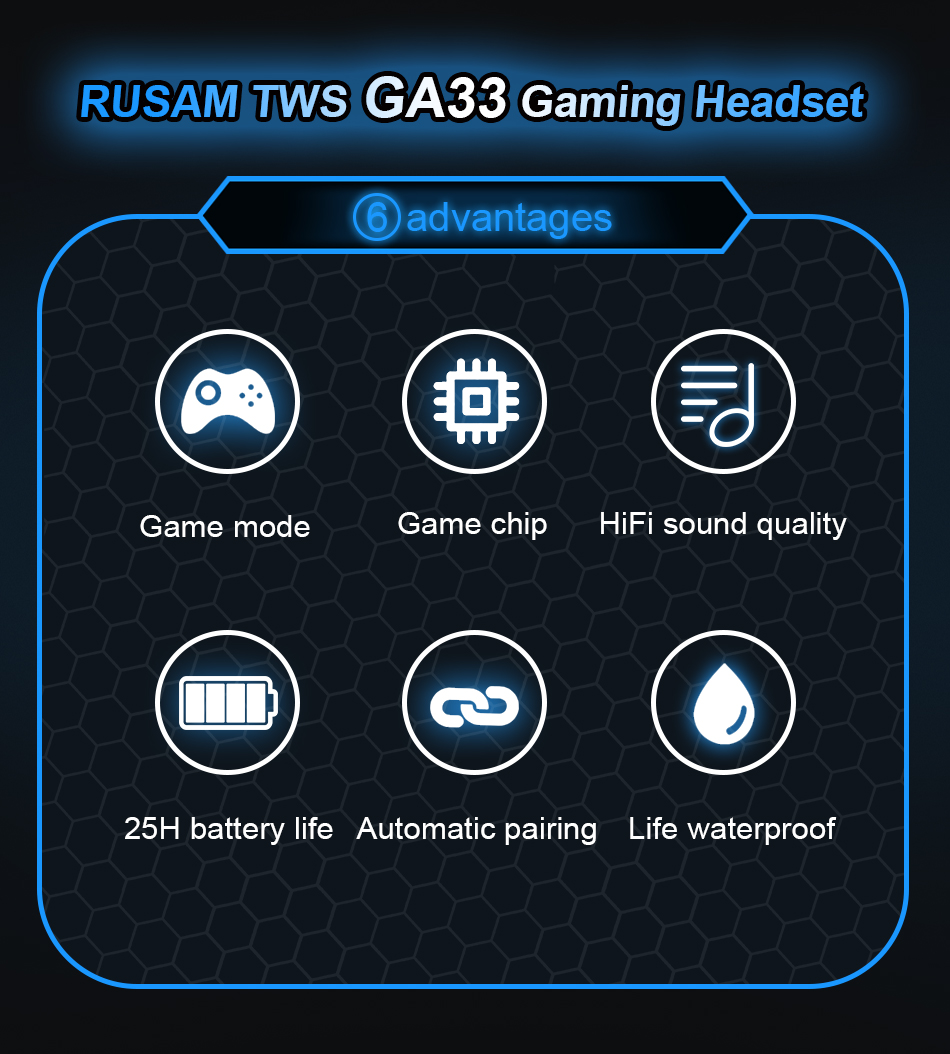 RUSAM TWS GA33 Gaming Headset
6 advantages
Game mode
Game chip
HiFi sound quality
25H battery life
Automatic pairing
Life waterproof